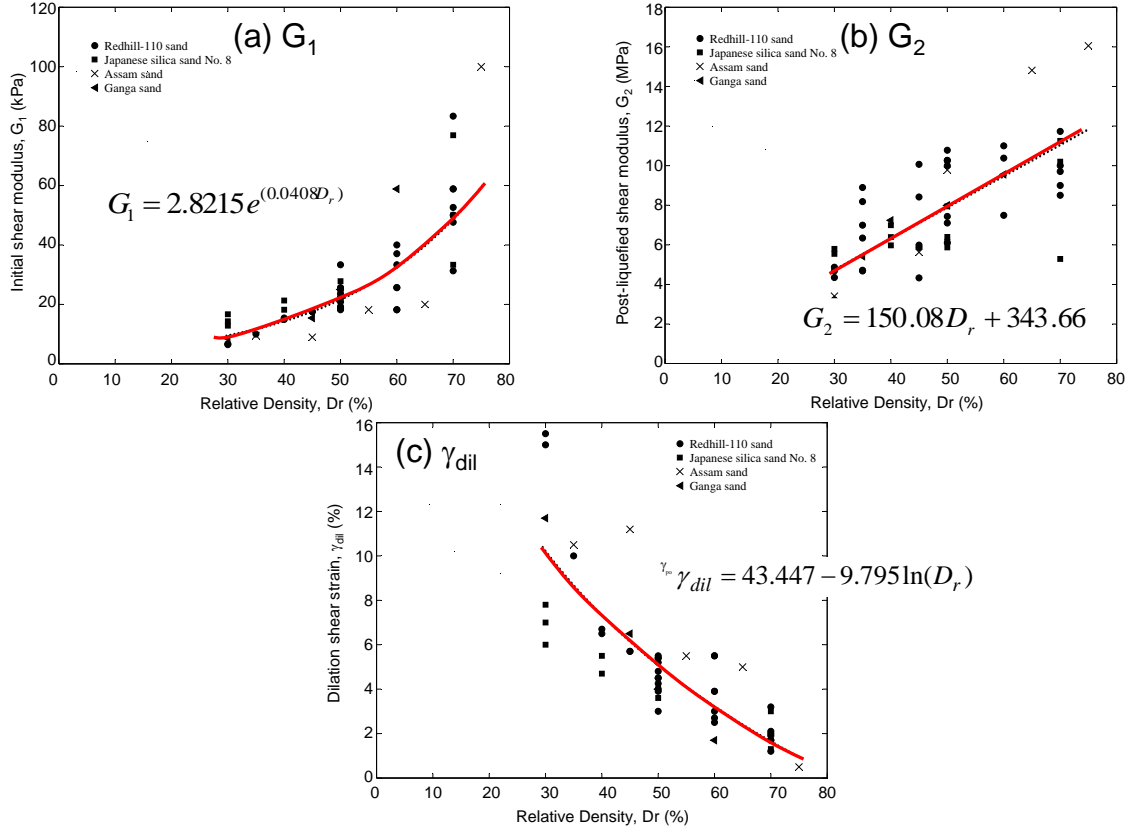 (a) G₁
Redhill-110 sand
Japanese silica sand No. 8
Assam sand
Ganga sand
G₁ = 2.8215e^(0.0408D_r)
Initial shear modulus, G₁ (kPa)
0 20 40 60 80 100 120
0 10 20 30 40 50 60 70 80
Relative Density, Dr (%)
(b) G₂
Redhill-110 sand
Japanese silica sand No. 8
Assam sand
Ganga sand
G₂ = 150.08D_r + 343.66
Post-liquefied shear modulus, G₂ (MPa)
0 2 4 6 8 10 12 14 16 18
0 10 20 30 40 50 60 70 80
Relative Density, Dr (%)
(c) γ_dil
Redhill-110 sand
Japanese silica sand No. 8
Assam sand
Ganga sand
γ_dil = 43.447 − 9.795ln(D_r)
Dilation shear strain, γ_dil (%)
0 2 4 6 8 10 12 14 16
0 10 20 30 40 50 60 70 80
Relative Density, Dr (%)